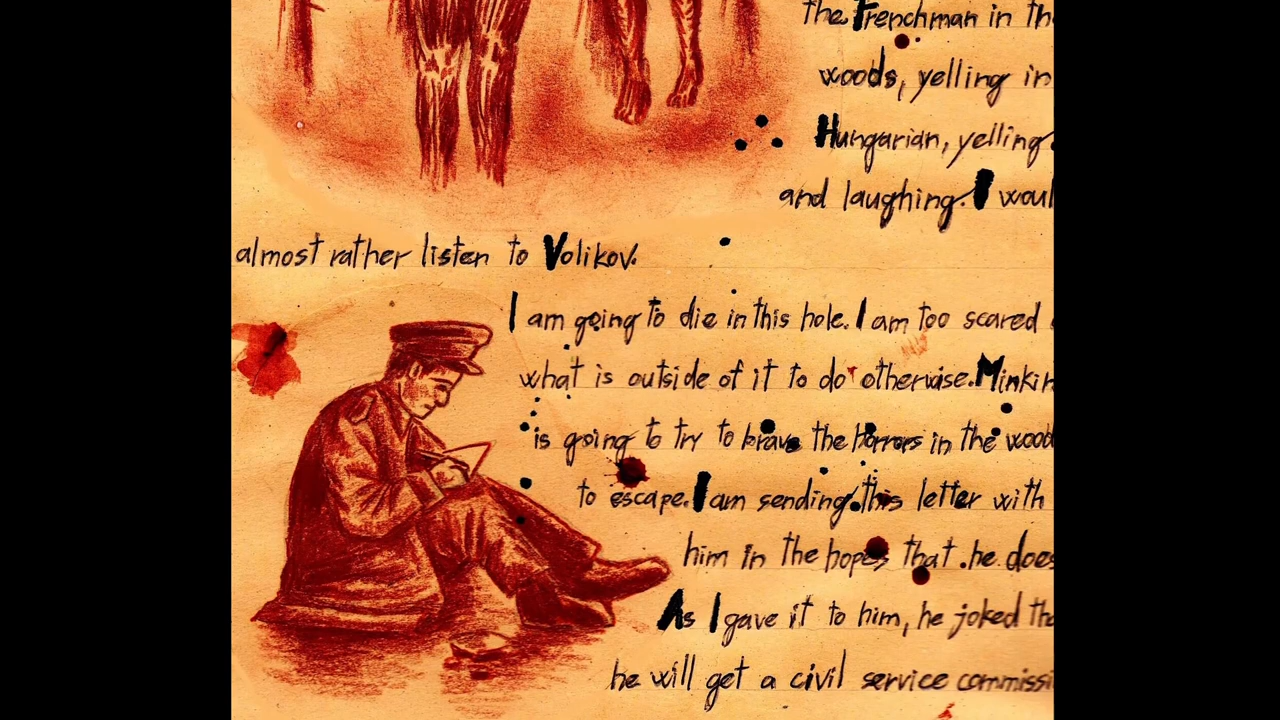 the Frenchman in th
woods, yelling in
Hungarian, yelling
and laughing. I woul
almost rather listen to Volikov.
I am going to die in this hole. I am too scared
what is outside of it to do otherwise. Minkin
is going to try to brave the horrors in the wood
to escape. I am sending this letter with
him in the hopes that he does
As I gave it to him, he joked tha
he will get a civil service commissi